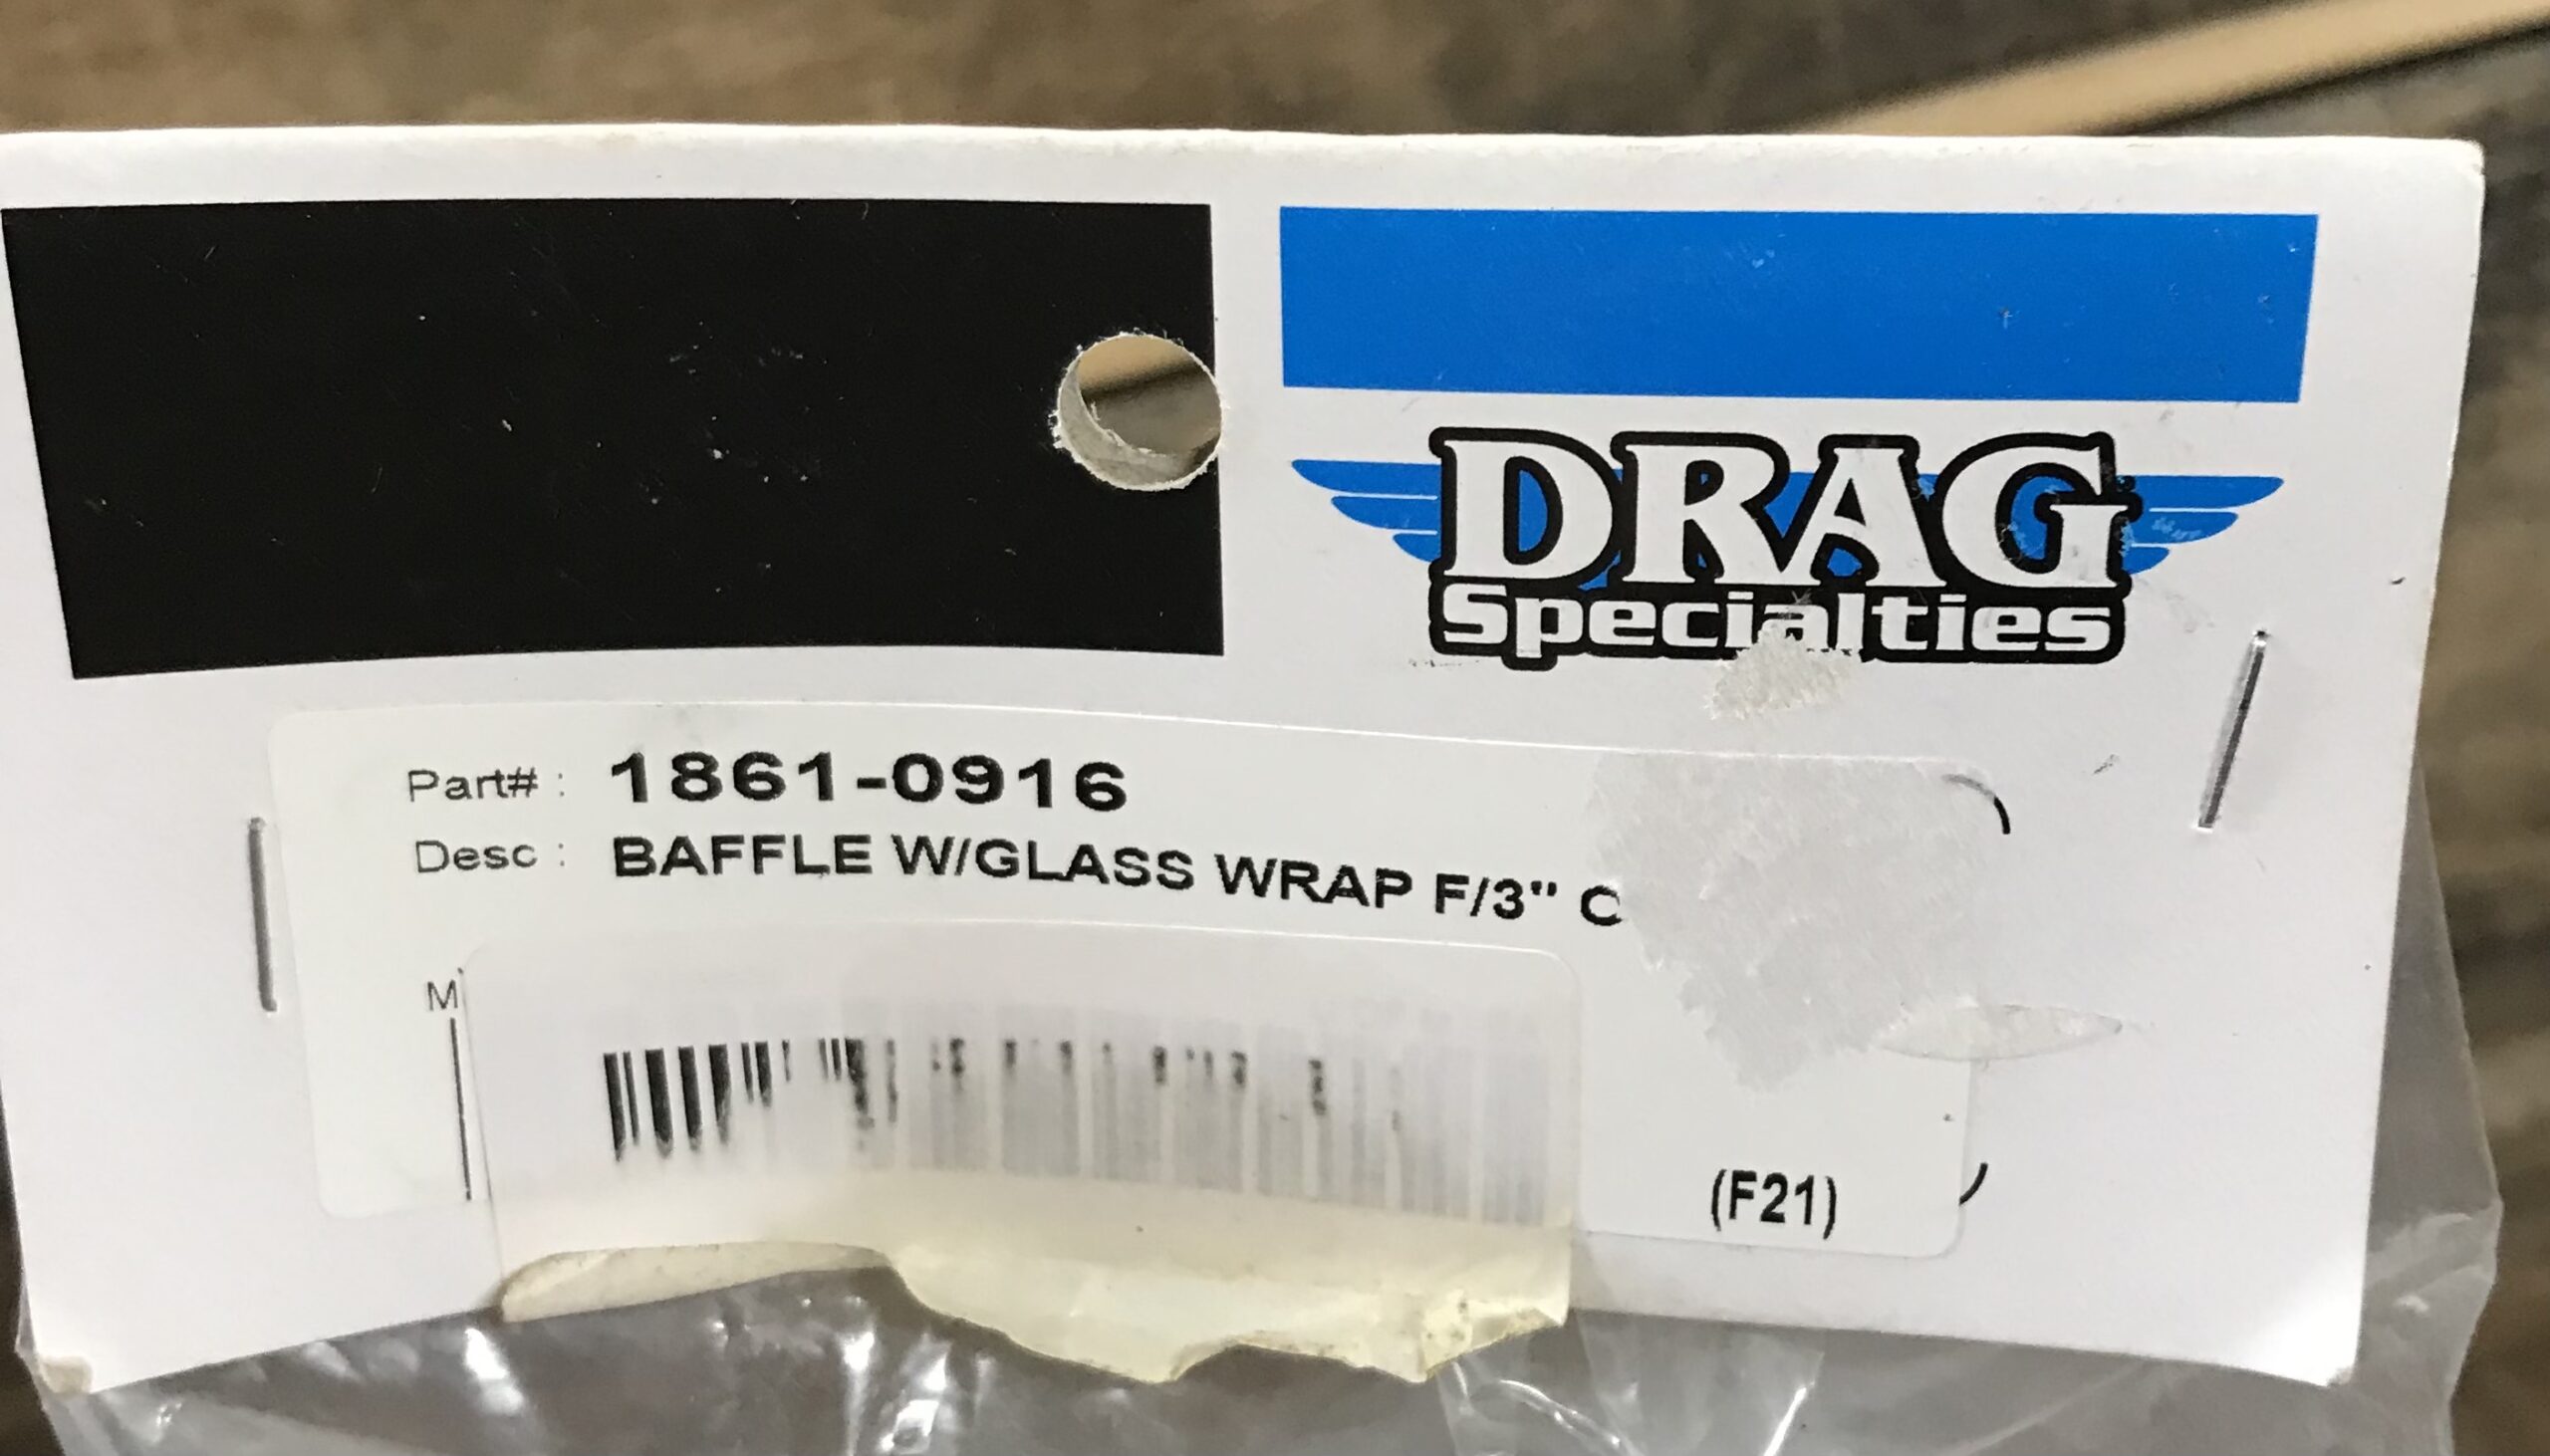 DRAG
Specialties
Part# : 1861-0916
Desc : BAFFLE W/GLASS WRAP F/3" C
M
(F21)